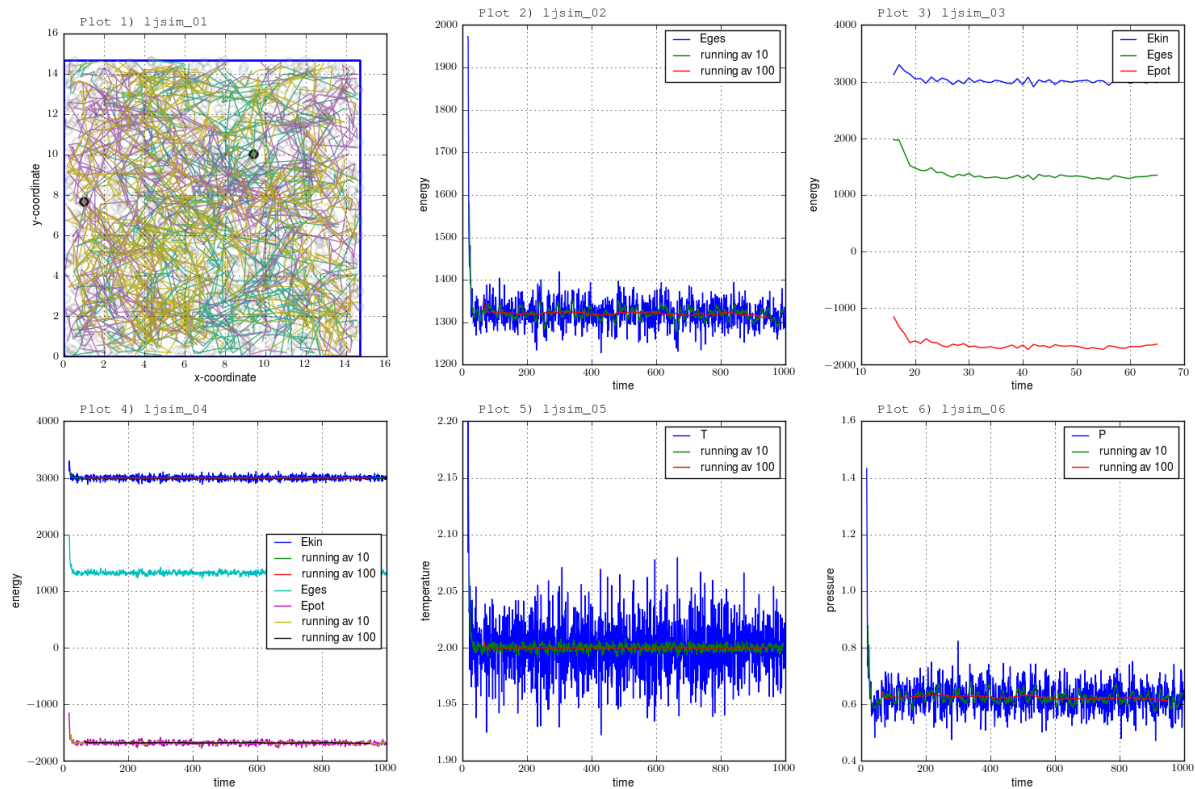 Plot 1) ljsim_01
16
14
12
10
8
6
4
2
0
y-coordinate
0 2 4 6 8 10 12 14 16
x-coordinate
Plot 2) ljsim_02
2000
1900
1800
1700
1600
1500
1400
1300
1200
energy
Eges
running av 10
running av 100
0 200 400 600 800 1000
time
Plot 3) ljsim_03
4000
3000
2000
1000
0
−1000
−2000
energy
Ekin
Eges
Epot
10 20 30 40 50 60 70
time
Plot 4) ljsim_04
4000
3000
2000
1000
0
−1000
−2000
energy
Ekin
running av 10
running av 100
Eges
Epot
running av 10
running av 100
0 200 400 600 800 1000
time
Plot 5) ljsim_05
2.20
2.15
2.10
2.05
2.00
1.95
1.90
temperature
T
running av 10
running av 100
0 200 400 600 800 1000
time
Plot 6) ljsim_06
1.6
1.4
1.2
1.0
0.8
0.6
0.4
pressure
P
running av 10
running av 100
0 200 400 600 800 1000
time